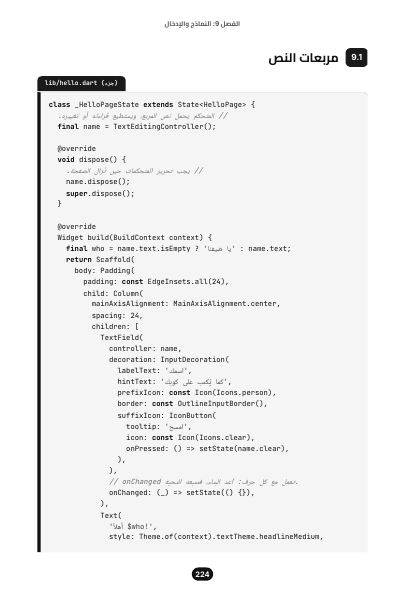 الفصل 9: النماذج والإدخال
9.1 مربعات النص
lib/hello.dart (جزء)
class _HelloPageState extends State<HelloPage> {
// المتحكم يحمل نص المربع، ويستطيع قراءته أو تغييره.
final name = TextEditingController();
@override
void dispose() {
// يجب تحرير المتحكمات حين تزال الصفحة.
name.dispose();
super.dispose();
}
@override
Widget build(BuildContext context) {
final who = name.text.isEmpty ? 'يا ضيفنا' : name.text;
return Scaffold(
body: Padding(
padding: const EdgeInsets.all(24),
child: Column(
mainAxisAlignment: MainAxisAlignment.center,
spacing: 24,
children: [
TextField(
controller: name,
decoration: InputDecoration(
labelText: 'اسمك',
hintText: 'كما يُكتب على كوبك',
prefixIcon: const Icon(Icons.person),
border: const OutlineInputBorder(),
suffixIcon: IconButton(
tooltip: 'امسح',
icon: const Icon(Icons.clear),
onPressed: () => setState(name.clear),
),
),
// onChanged تعمل مع كل حرف: أعد البناء فتتبعه التحية.
onChanged: (_) => setState(() {}),
),
Text(
'أهلاً $who!',
style: Theme.of(context).textTheme.headlineMedium,
224